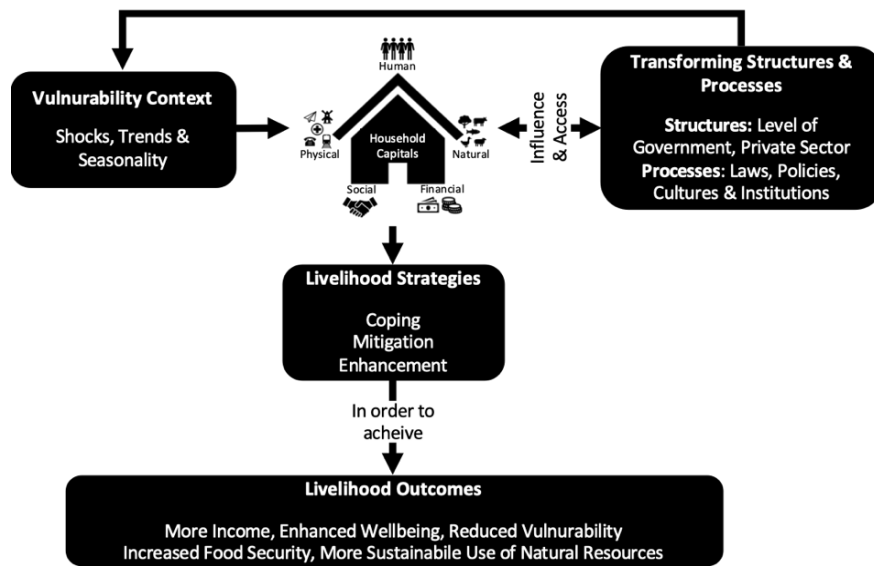 Vulnurability Context
Shocks, Trends &
Seasonality
Human
Physical
Household
Capitals
Natural
Social
Financial
Influence
& Access
Transforming Structures &
Processes
Structures: Level of
Government, Private Sector
Processes: Laws, Policies,
Cultures & Institutions
Livelihood Strategies
Coping
Mitigation
Enhancement
In order to
acheive
Livelihood Outcomes
More Income, Enhanced Wellbeing, Reduced Vulnurability
Increased Food Security, More Sustainabile Use of Natural Resources